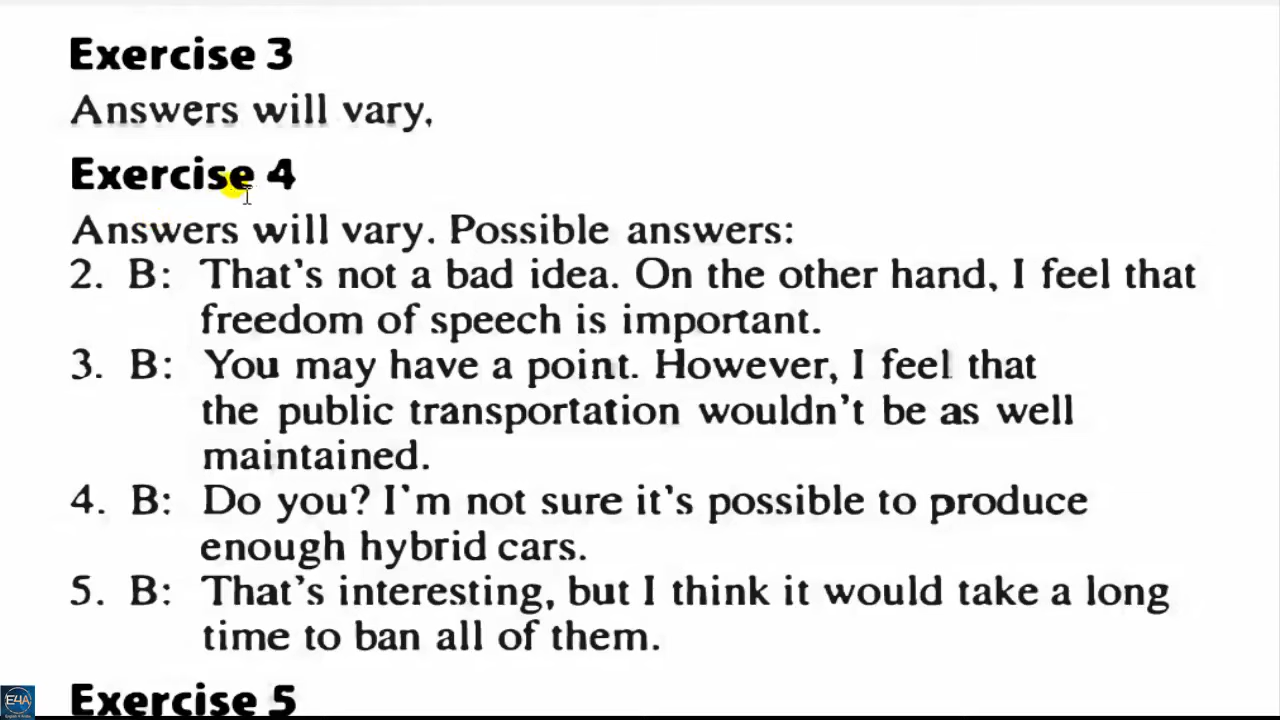 Exercise 3
Answers will vary.
Exercise 4
Answers will vary. Possible answers:
2. B: That's not a bad idea. On the other hand, I feel that
freedom of speech is important.
3. B: You may have a point. However, I feel that
the public transportation wouldn't be as well
maintained.
4. B: Do you? I'm not sure it's possible to produce
enough hybrid cars.
5. B: That's interesting, but I think it would take a long
time to ban all of them.
Exercise 5
E4A